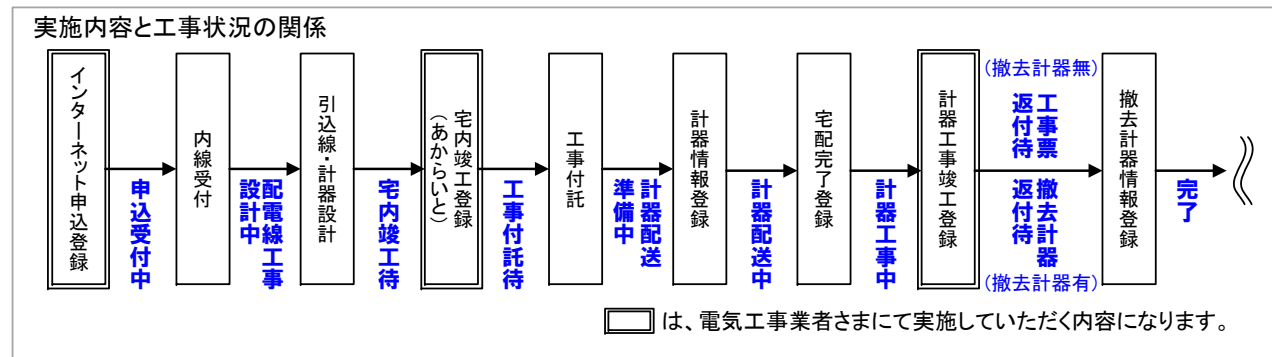 実施内容と工事状況の関係
インターネット申込登録
申込受付中
内線受付
配電線工事
設計中
引込線・計器設計
宅内竣工待
宅内竣工登録
(あからいと)
工事付託待
工事付託
計器配送
準備中
計器情報登録
計器配送中
宅配完了登録
計器工事中
計器工事竣工登録
(撤去計器無)
工事票
返付待
撤去計器
返付待
(撤去計器有)
撤去計器情報登録
完了
は、電気工事業者さまにて実施していただく内容になります。